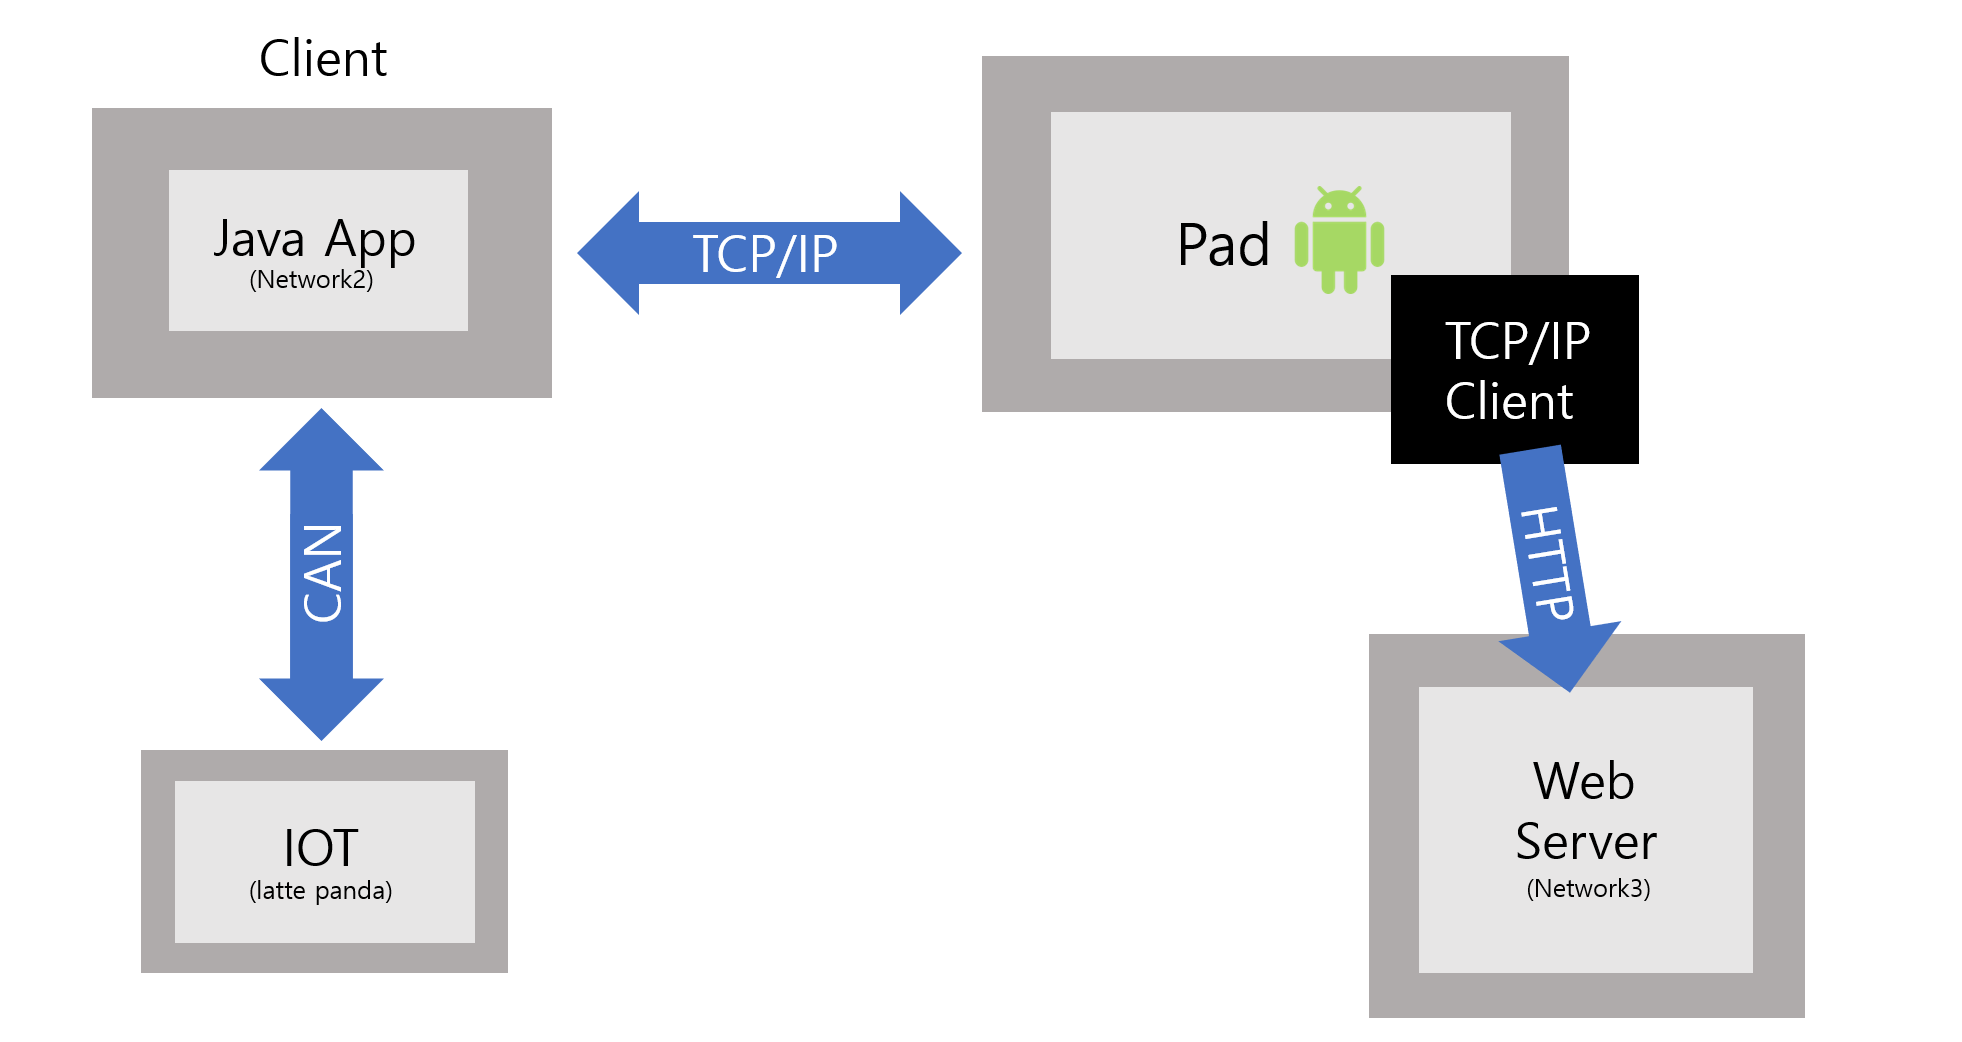 Client
Java App
(Network2)
TCP/IP
Pad
TCP/IP
Client
CAN
HTTP
IOT
(latte panda)
Web
Server
(Network3)